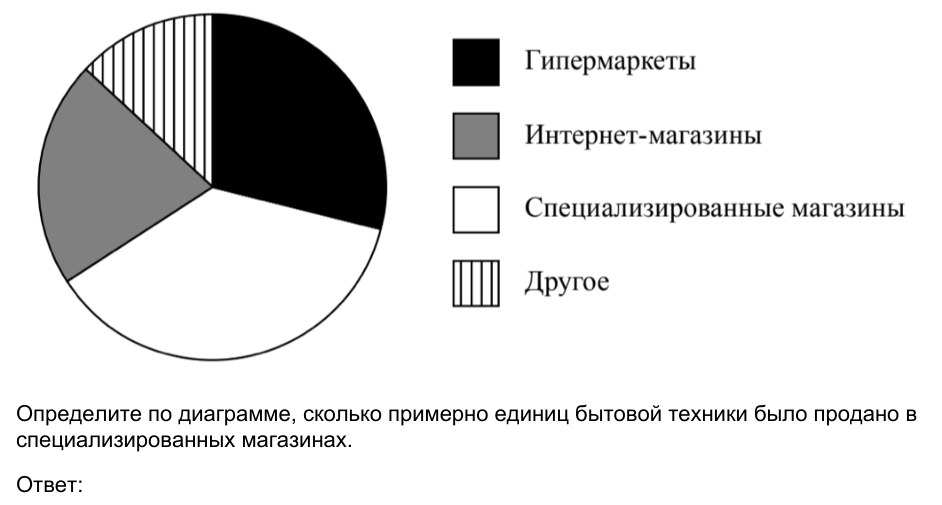 Гипермаркеты
Интернет-магазины
Специализированные магазины
Другое
Определите по диаграмме, сколько примерно единиц бытовой техники было продано в
специализированных магазинах.
Ответ: